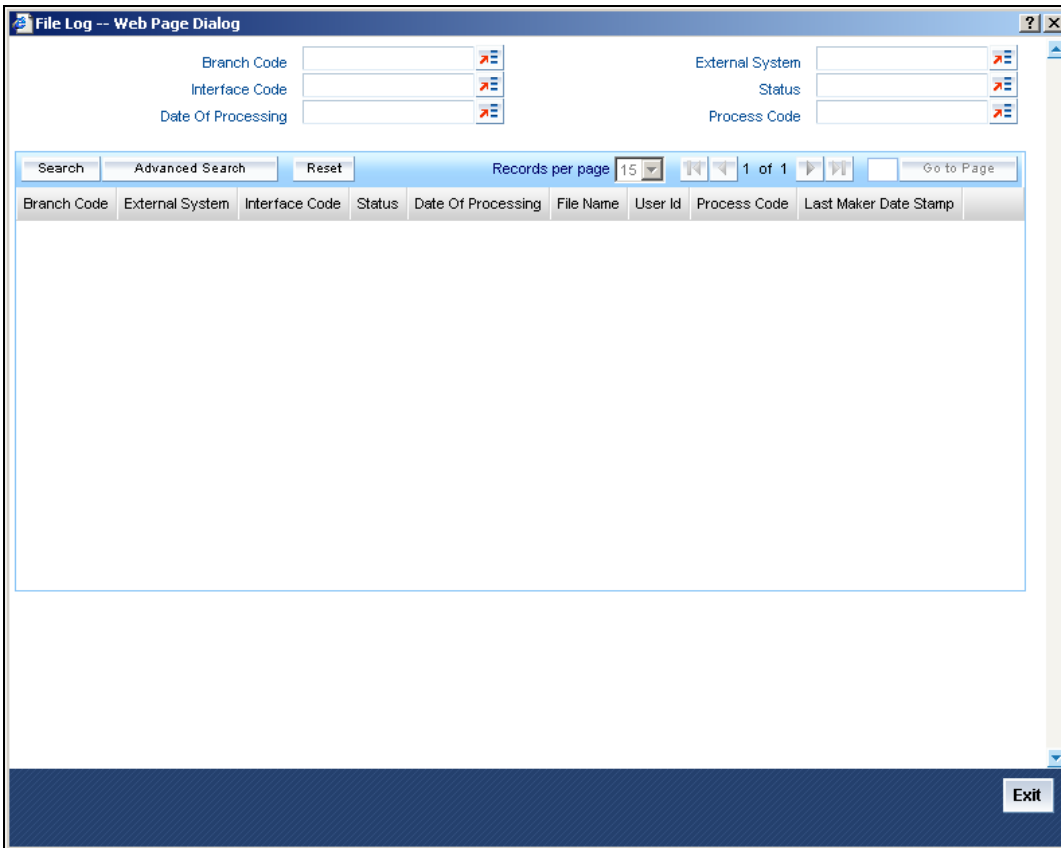 File Log -- Web Page Dialog
Branch Code
External System
Interface Code
Status
Date Of Processing
Process Code
Search Advanced Search Reset Records per page 15 1 of 1 Go to Page
Branch Code External System Interface Code Status Date Of Processing File Name User Id Process Code Last Maker Date Stamp
Exit